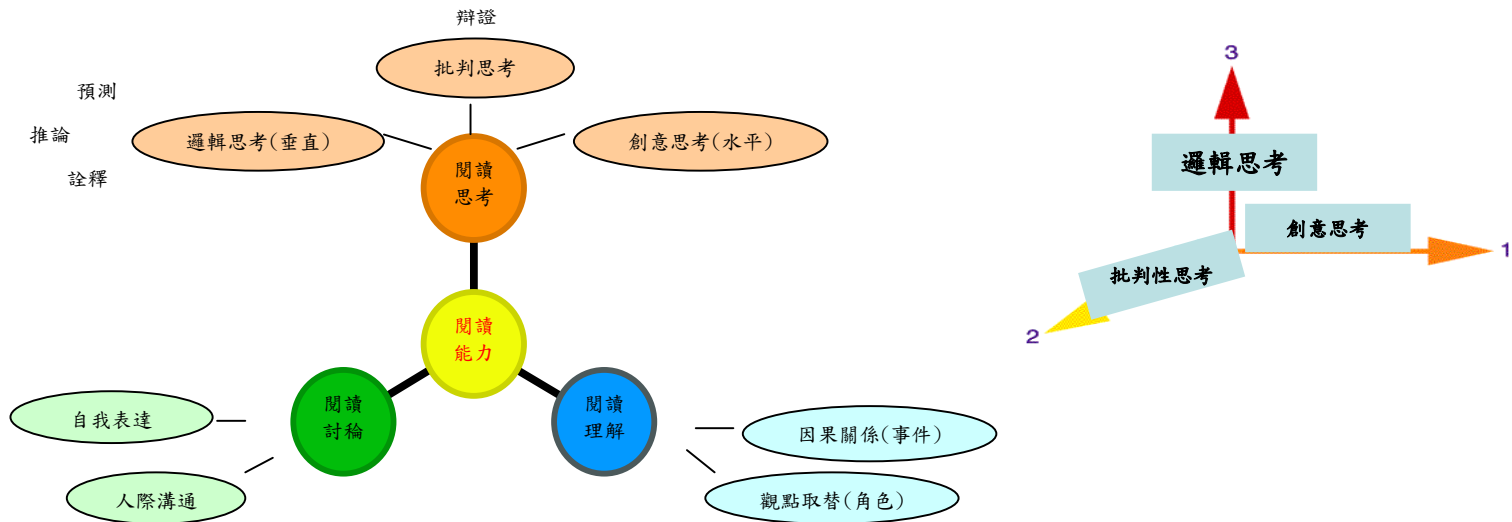 辯證
批判思考
預測
推論
詮釋
邏輯思考(垂直)
創意思考(水平)
閱讀
思考
閱讀
能力
閱讀
討稐
閱讀
理解
自我表達
人際溝通
因果關係(事件)
觀點取替(角色)
3
邏輯思考
創意思考
1
批判性思考
2